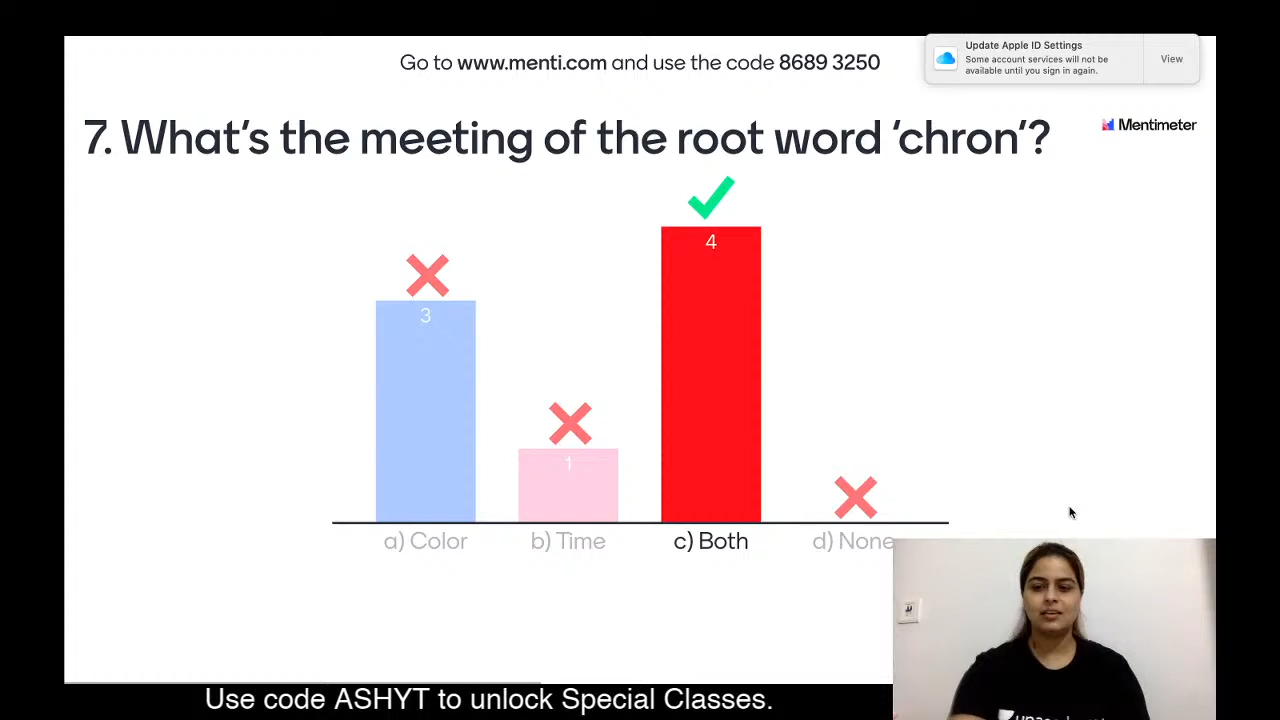 Go to www.menti.com and use the code 8689 3250
Update Apple ID Settings
Some account services will not be
available until you sign in again.
View
7. What's the meeting of the root word 'chron'?
Mentimeter
4
3
1
a) Color
b) Time
c) Both
d) None
Use code ASHYT to unlock Special Classes.